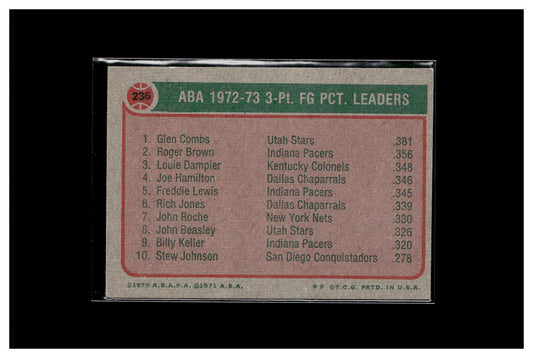 236
ABA 1972-73 3-Pt. FG PCT. LEADERS
1. Glen Combs Utah Stars .381
2. Roger Brown Indiana Pacers .356
3. Louie Dampier Kentucky Colonels .348
4. Joe Hamilton Dallas Chaparrals .346
5. Freddie Lewis Indiana Pacers .345
6. Rich Jones Dallas Chaparrals .339
7. John Roche New York Nets .330
8. John Beasley Utah Stars .326
9. Billy Keller Indiana Pacers .320
10. Stew Johnson San Diego Conquistadors .278
©1970 A.B.A.P.A. ©1971 A.B.A. ** ©T.C.G. PRTD. IN U.S.A.